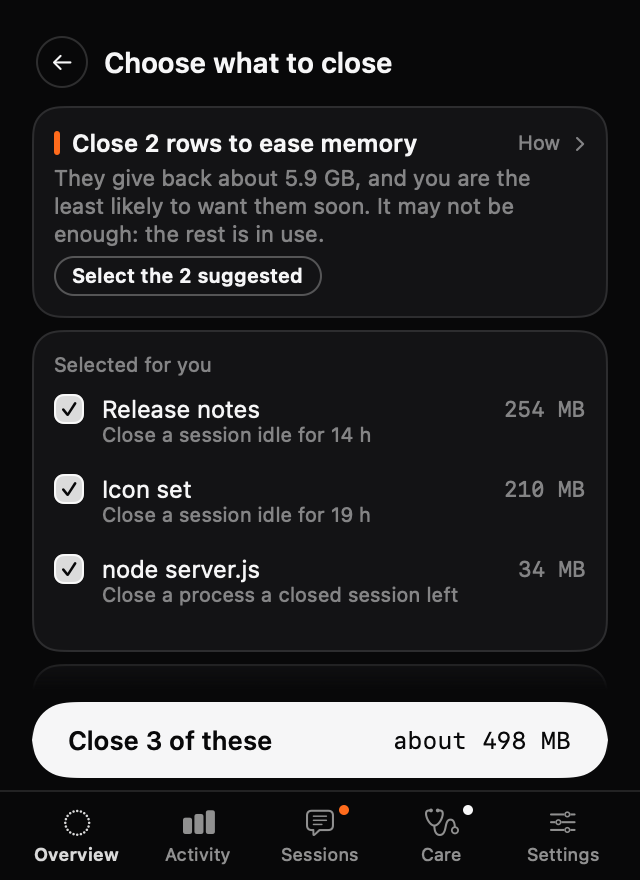 Choose what to close
Close 2 rows to ease memory
How
They give back about 5.9 GB, and you are the
least likely to want them soon. It may not be
enough: the rest is in use.
Select the 2 suggested
Selected for you
Release notes
254 MB
Close a session idle for 14 h
Icon set
210 MB
Close a session idle for 19 h
node server.js
34 MB
Close a process a closed session left
Close 3 of these
about 498 MB
Overview
Activity
Sessions
Care
Settings